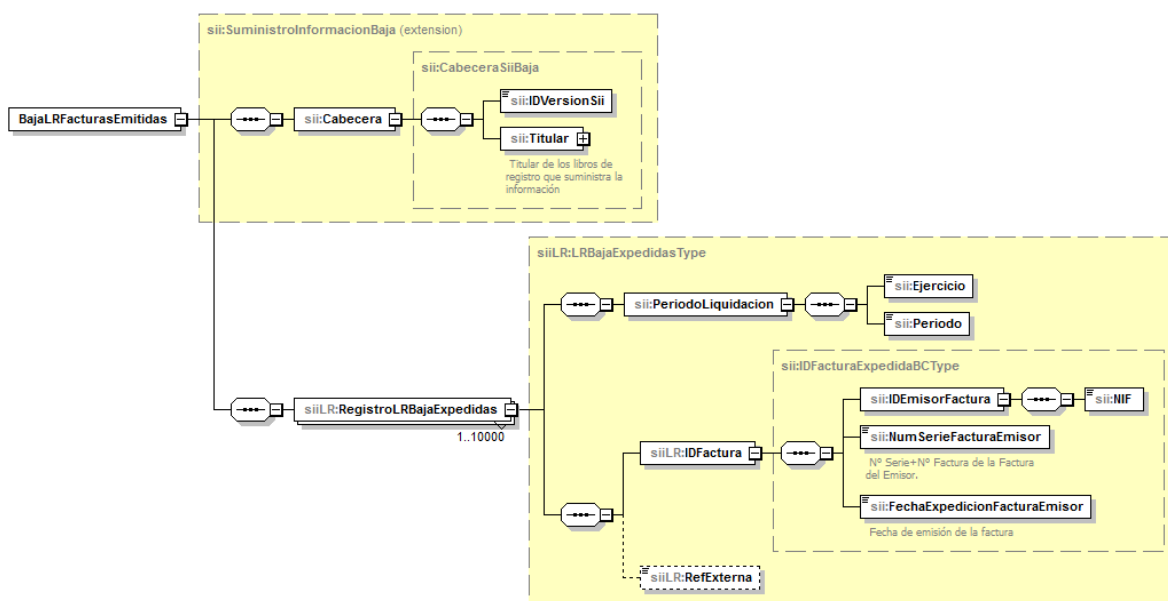 sii:SuministroInformacionBaja (extension)
sii:CabeceraSiiBaja
BajaLRFacturasEmitidas
sii:Cabecera
sii:IDVersionSii
sii:Titular
Titular de los libros de
registro que suministra la
información
siiLR:LRBajaExpedidasType
sii:PeriodoLiquidacion
sii:Ejercicio
sii:Periodo
sii:IDFacturaExpedidaBCType
siiLR:RegistroLRBajaExpedidas
1..10000
siiLR:IDFactura
sii:IDEmisorFactura
sii:NIF
sii:NumSerieFacturaEmisor
Nº Serie+Nº Factura de la Factura
del Emisor.
sii:FechaExpedicionFacturaEmisor
Fecha de emisión de la factura
siiLR:RefExterna